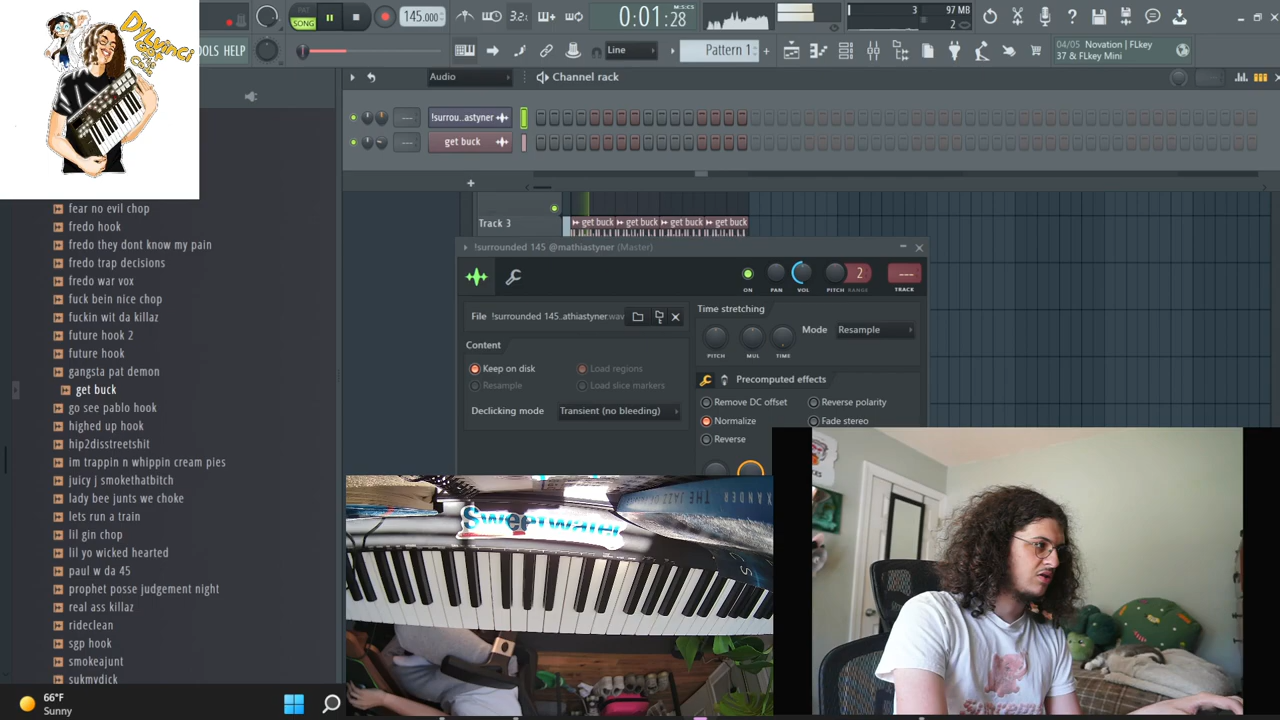 DyLvinci
TOOLS HELP
PAT
SONG
145.000
32.
0:01:28
M:S:CS
3
97 MB
2
Line
Pattern 1
04/05 Novation | FLkey
37 & FLkey Mini
Audio
Channel rack
!surrou..astyner
get buck
Track 3
get buck
get buck
get buck
get buck
!surrounded 145 @mathiastyner (Master)
ON
PAN
VOL
PITCH
RANGE
2
TRACK
File
!surrounded 145..athiastyner.wav
Content
Keep on disk
Load regions
Resample
Load slice markers
Declicking mode
Transient (no bleeding)
Time stretching
PITCH
MUL
TIME
Mode
Resample
Precomputed effects
Remove DC offset
Reverse polarity
Normalize
Fade stereo
Reverse
fear no evil chop
fredo hook
fredo they dont know my pain
fredo trap decisions
fredo war vox
fuck bein nice chop
fuckin wit da killaz
future hook 2
future hook
gangsta pat demon
get buck
go see pablo hook
highed up hook
hip2disstreetshit
im trappin n whippin cream pies
juicy j smokethatbitch
lady bee junts we choke
lets run a train
lil gin chop
lil yo wicked hearted
paul w da 45
prophet posse judgement night
real ass killaz
rideclean
sgp hook
smokeajunt
sukmydick
Sweetwater
XANDER
THE JAZZ
66°F
Sunny